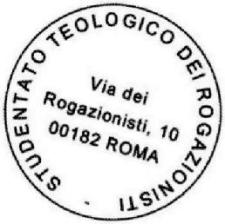 STUDENTATO TEOLOGICO DEI ROGAZIONISTI
Via dei
Rogazionisti, 10
00182 ROMA